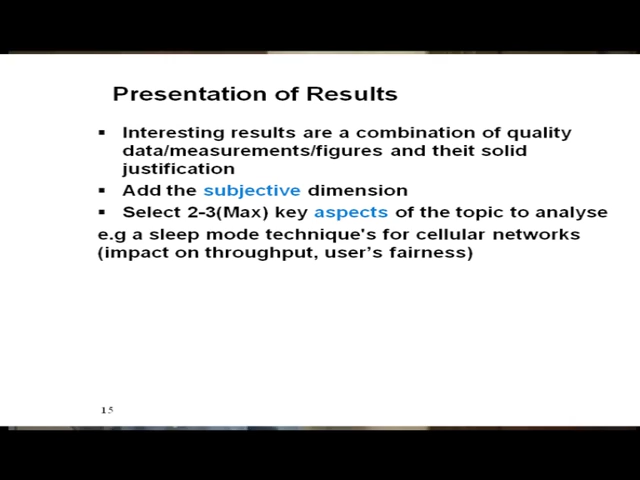 Presentation of Results
▪ Interesting results are a combination of quality
data/measurements/figures and theit solid
justification
▪ Add the subjective dimension
▪ Select 2-3(Max) key aspects of the topic to analyse
e.g a sleep mode technique's for cellular networks
(impact on throughput, user's fairness)
15